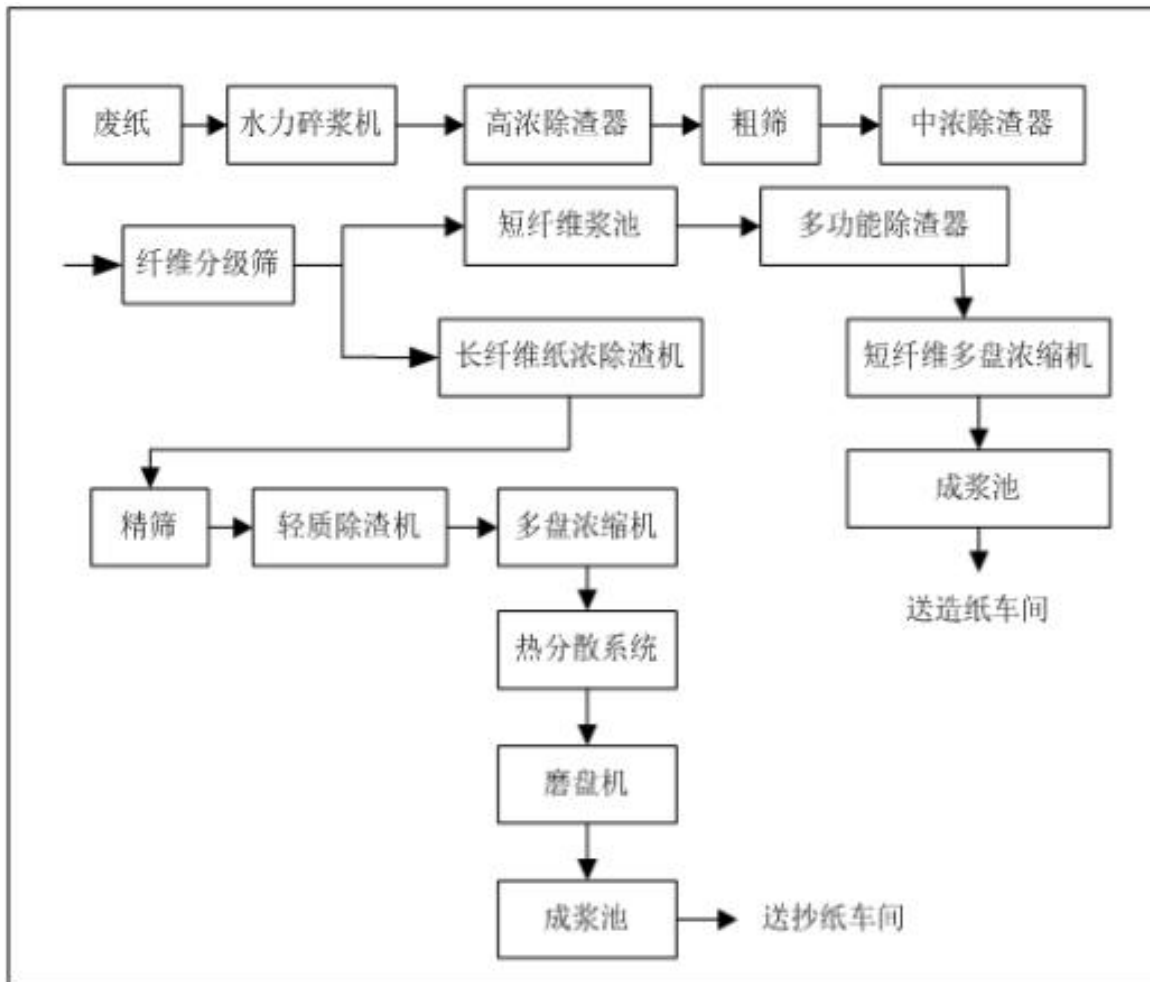 废纸
水力碎浆机
高浓除渣器
粗筛
中浓除渣器
纤维分级筛
短纤维浆池
多功能除渣器
长纤维纸浓除渣机
短纤维多盘浓缩机
成浆池
送造纸车间
精筛
轻质除渣机
多盘浓缩机
热分散系统
磨盘机
成浆池
送抄纸车间